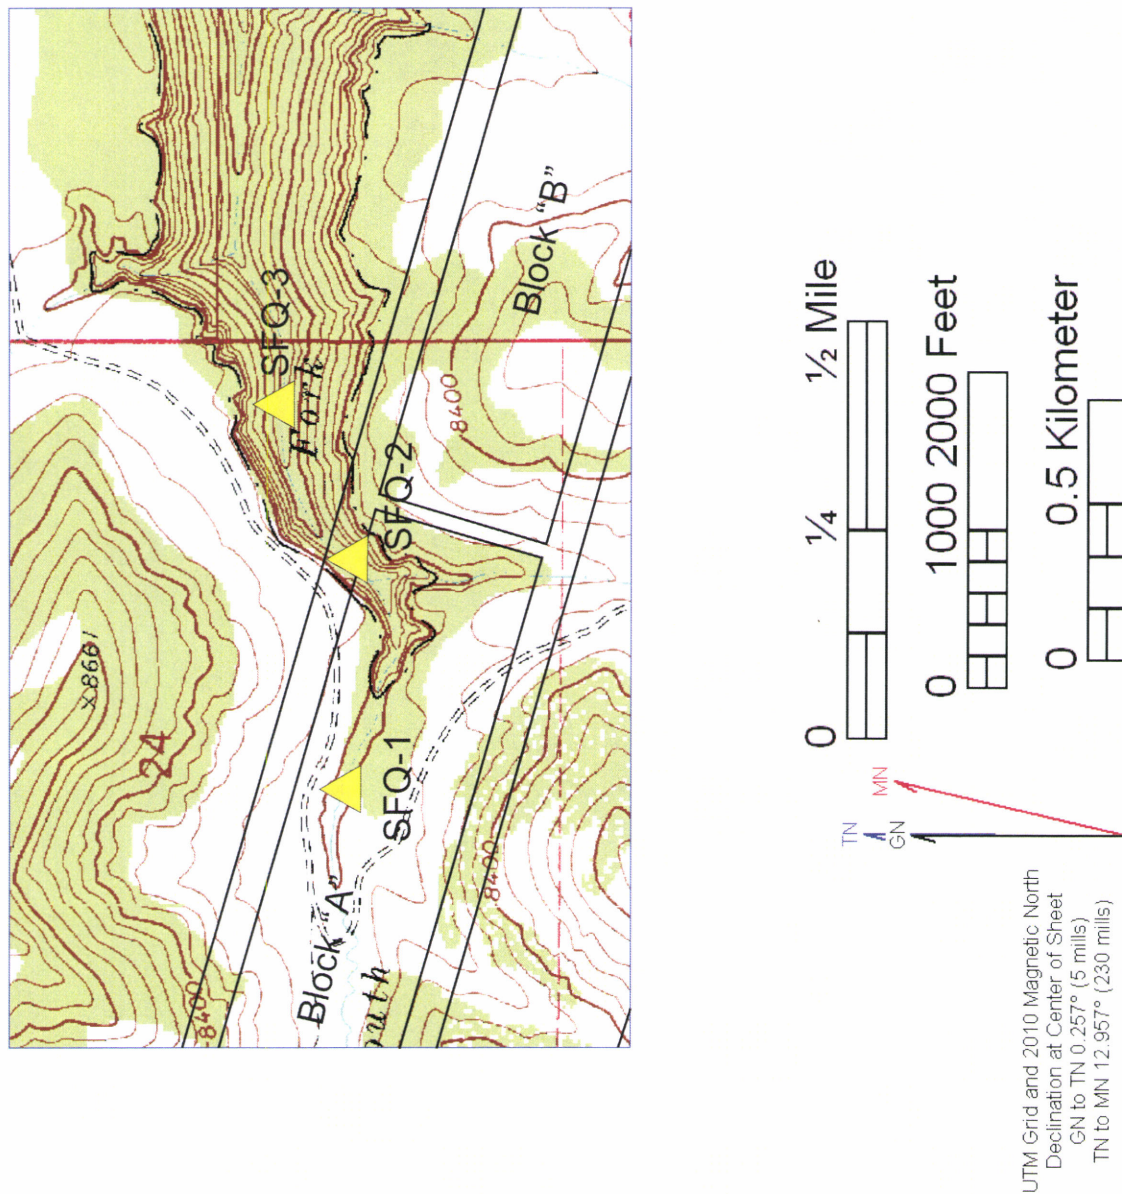 SFQ-3
Fork
SFQ-2
SFQ-1
Block "A"
Block "B"
uth
X8661
24
8400
8400
8400
0 ¼ ½ Mile
0 1000 2000 Feet
0 0.5 Kilometer
TN
GN
MN
UTM Grid and 2010 Magnetic North
Declination at Center of Sheet
GN to TN 0.257° (5 mills)
TN to MN 12.957° (230 mills)